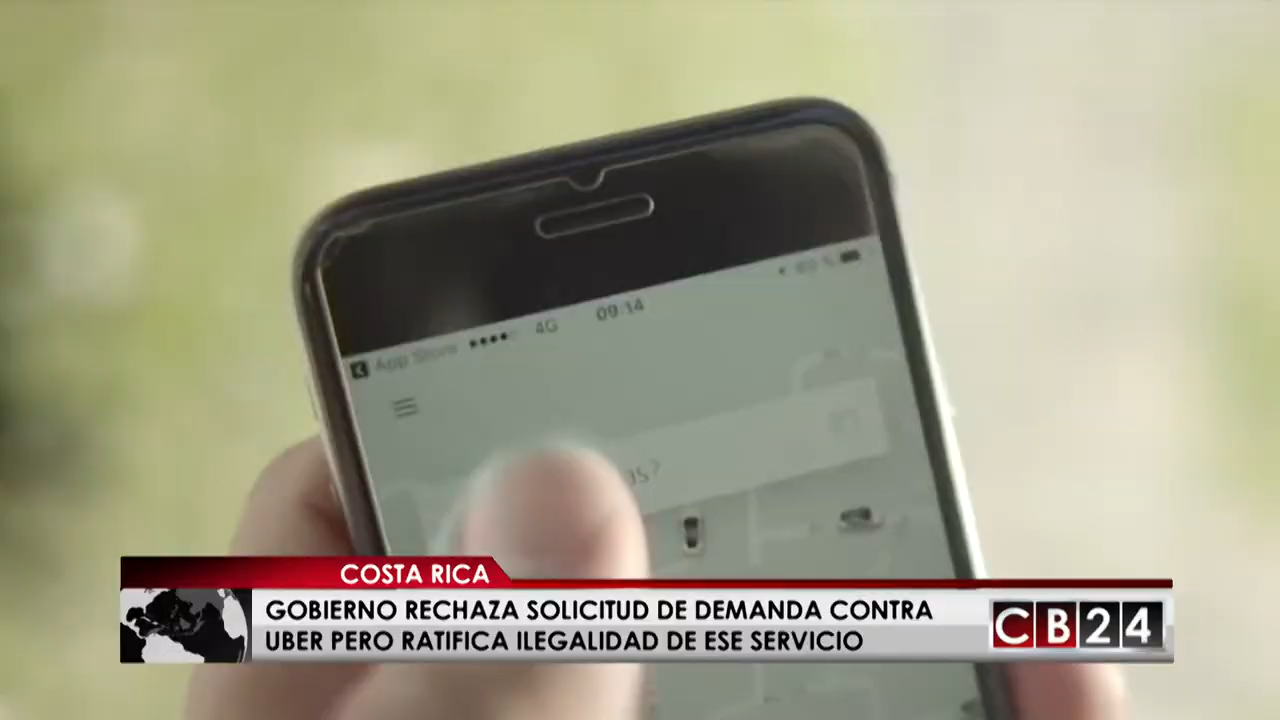 09:14
4G
App Store
COSTA RICA
GOBIERNO RECHAZA SOLICITUD DE DEMANDA CONTRA
UBER PERO RATIFICA ILEGALIDAD DE ESE SERVICIO
CB24